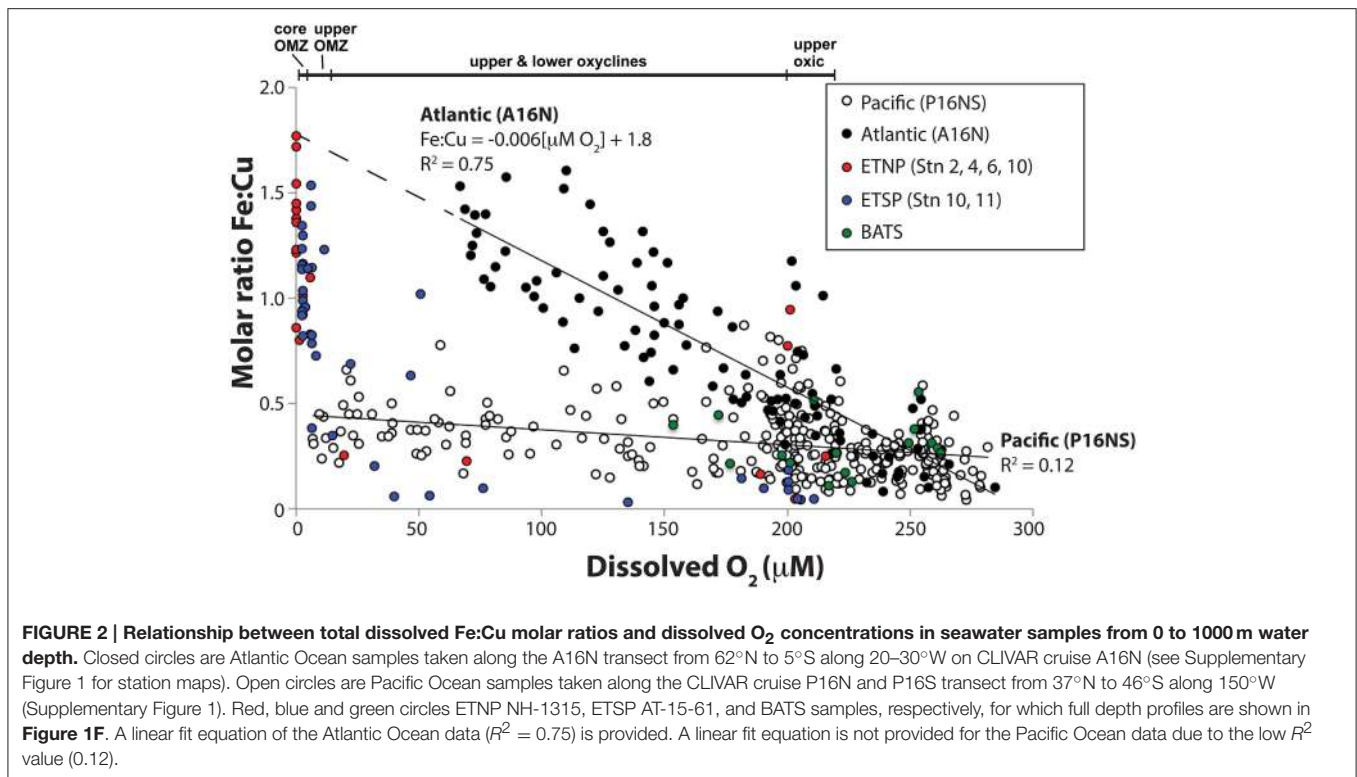 core upper
OMZ OMZ
upper & lower oxyclines
upper
oxic
2.0
1.5
1.0
0.5
0
Molar ratio Fe:Cu
Atlantic (A16N)
Fe:Cu = -0.006[μM O2] + 1.8
R2 = 0.75
Pacific (P16NS)
Atlantic (A16N)
ETNP (Stn 2, 4, 6, 10)
ETSP (Stn 10, 11)
BATS
Pacific (P16NS)
R2 = 0.12
0 50 100 150 200 250 300
Dissolved O2 (μM)
FIGURE 2 | Relationship between total dissolved Fe:Cu molar ratios and dissolved O2 concentrations in seawater samples from 0 to 1000 m water
depth. Closed circles are Atlantic Ocean samples taken along the A16N transect from 62°N to 5°S along 20–30°W on CLIVAR cruise A16N (see Supplementary
Figure 1 for station maps). Open circles are Pacific Ocean samples taken along the CLIVAR cruise P16N and P16S transect from 37°N to 46°S along 150°W
(Supplementary Figure 1). Red, blue and green circles ETNP NH-1315, ETSP AT-15-61, and BATS samples, respectively, for which full depth profiles are shown in
Figure 1F. A linear fit equation of the Atlantic Ocean data (R2 = 0.75) is provided. A linear fit equation is not provided for the Pacific Ocean data due to the low R2
value (0.12).